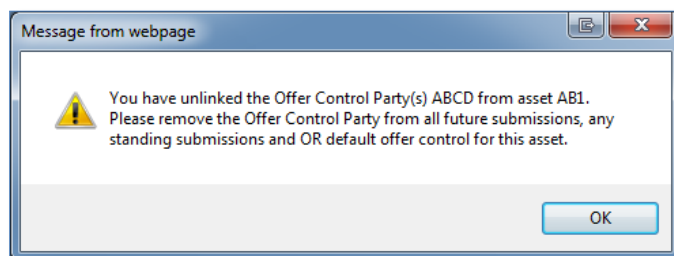 Message from webpage
You have unlinked the Offer Control Party(s) ABCD from asset AB1.
Please remove the Offer Control Party from all future submissions, any
standing submissions and OR default offer control for this asset.
OK